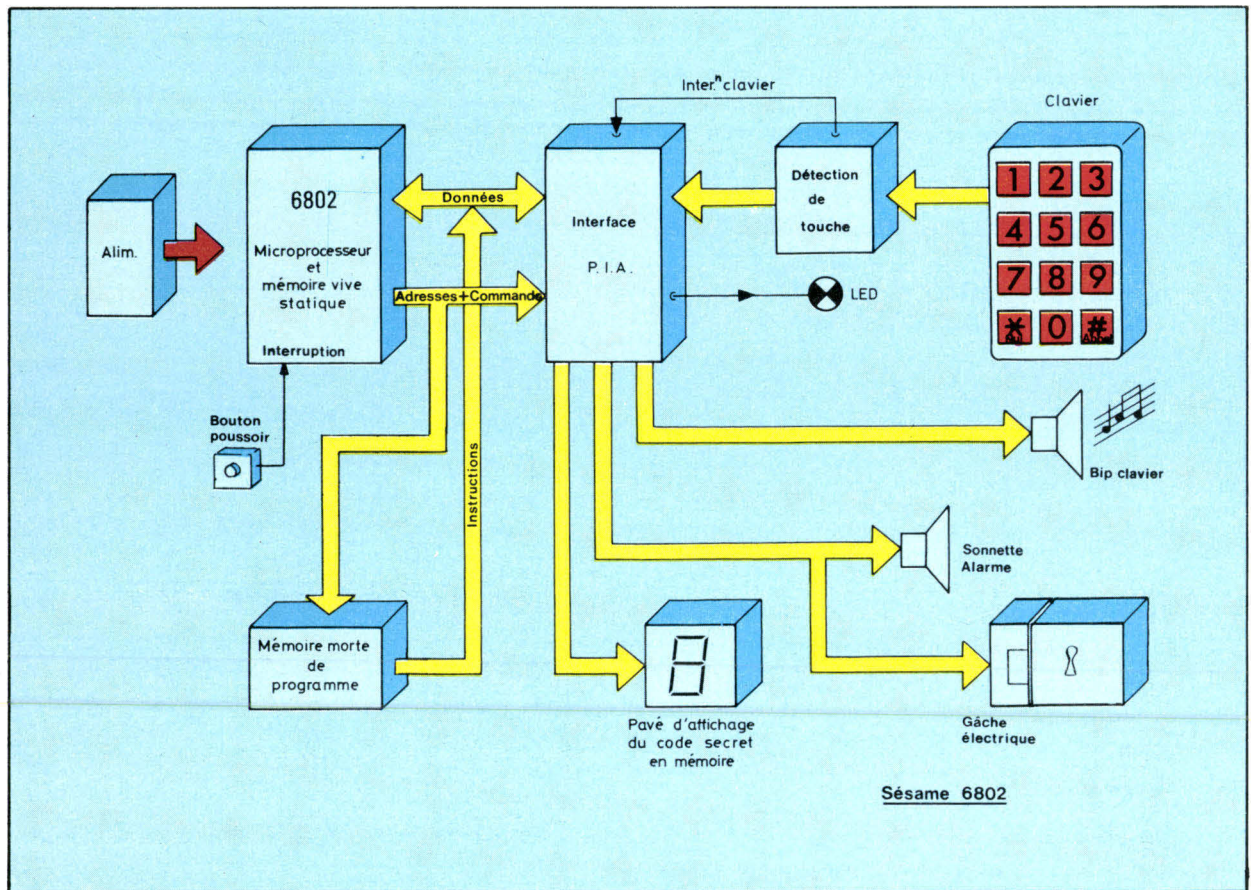 Inter.n clavier
Clavier
Alim.
6802
Microprocesseur
et
mémoire vive
statique
Interruption
Données
Adresses+Commande
Instructions
Interface
P.I.A.
Détection
de
touche
LED
1 2 3
4 5 6
7 8 9
* 0 #
Bouton
poussoir
Bip clavier
Sonnette
Alarme
Mémoire morte
de
programme
8
Pavé d'affichage
du code secret
en mémoire
Gâche
électrique
Sésame 6802